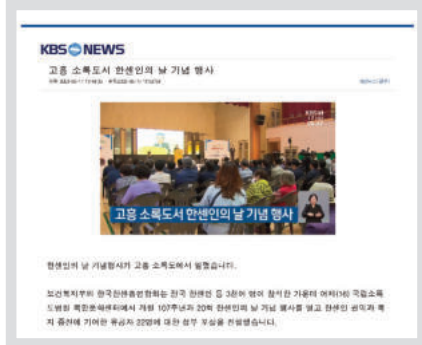 KBS NEWS
고흥 소록도서 한센인의 날 기념 행사
고흥 소록도서 한센인의 날 기념 행사
한센인의 날 기념행사가 고흥 소록도에서 열렸습니다.
보건복지부와 한국한센총연합회는 전국 한센인 등 3천여 명이 참석한 가운데 어제(16) 국립소록
도병원 복합문화센터에서 개원 107주년과 20회 한센인의 날 기념 행사를 열고 한센인 권익과 복
지 증진에 기여한 유공자 22명에 대한 정부 포상을 전달했습니다.